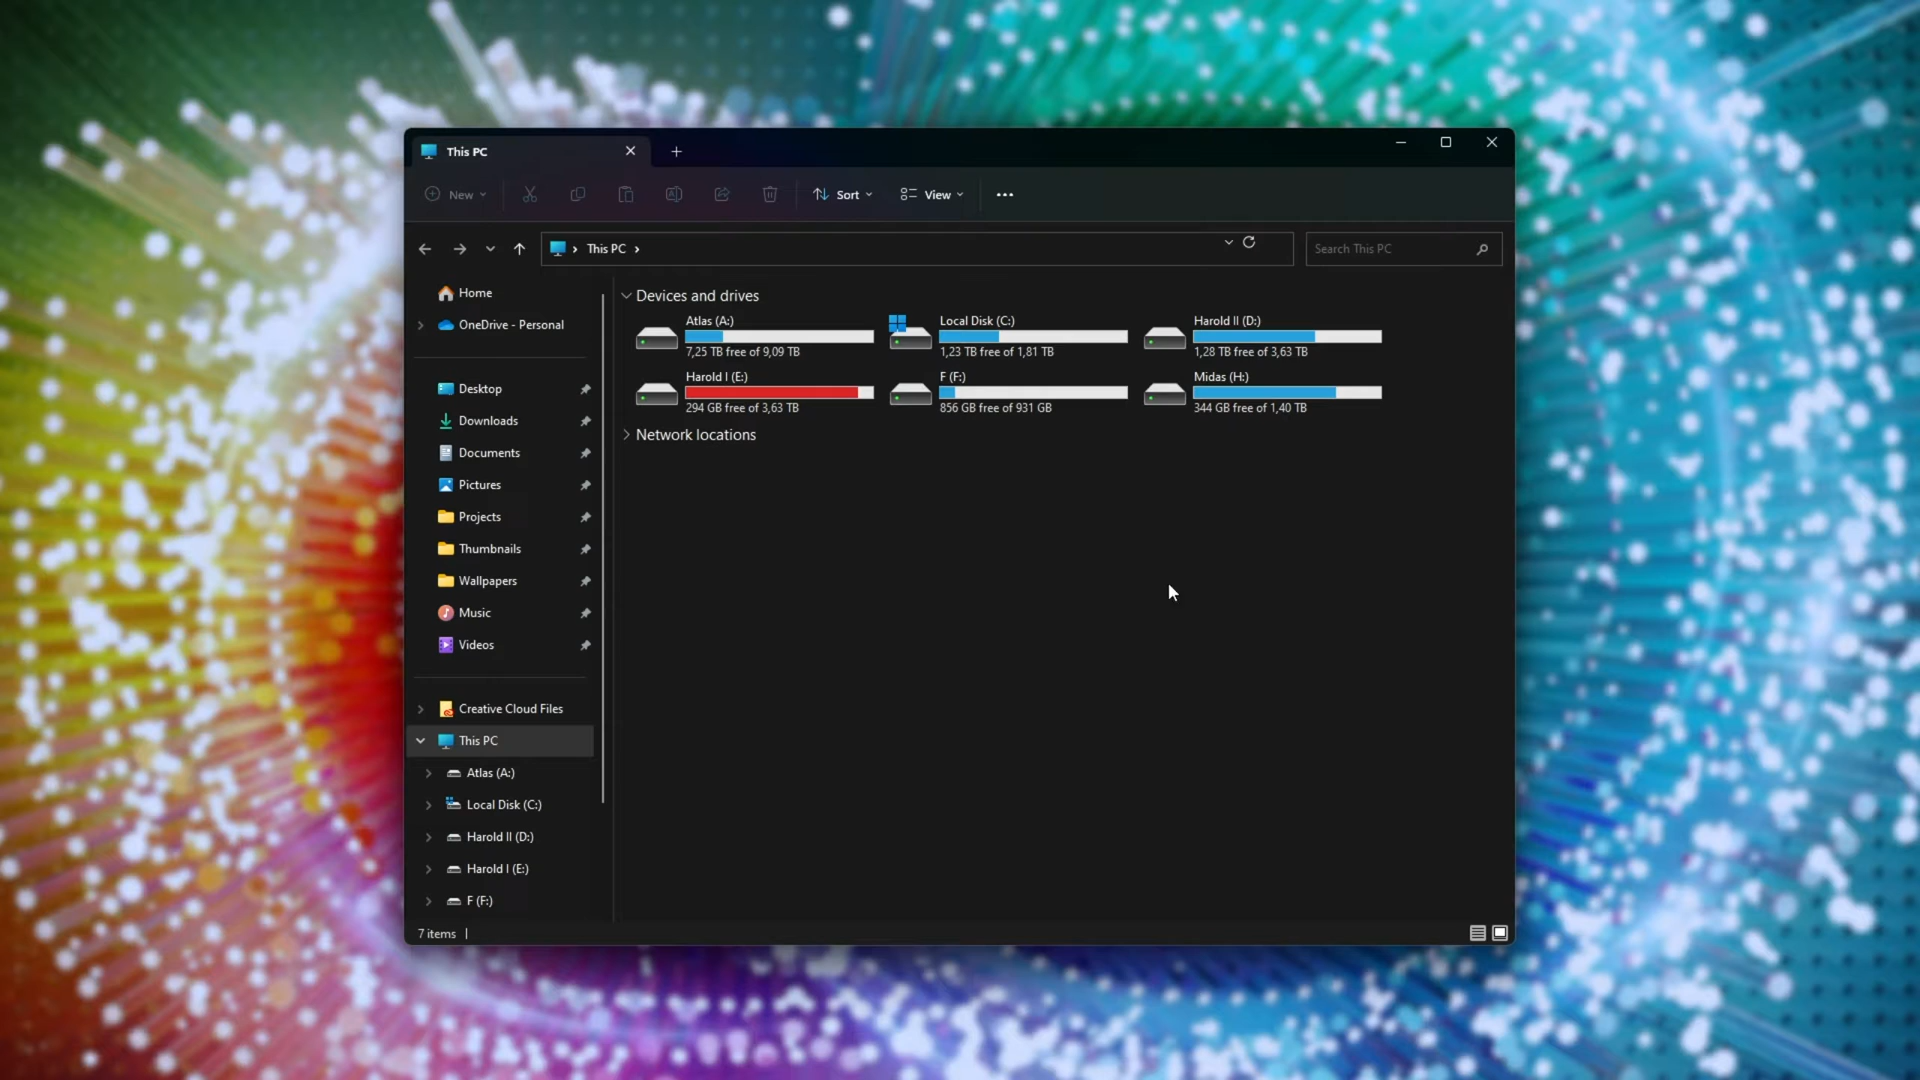 This PC
New
Sort
View
This PC
Search This PC
Home
OneDrive - Personal
Desktop
Downloads
Documents
Pictures
Projects
Thumbnails
Wallpapers
Music
Videos
Creative Cloud Files
This PC
Atlas (A:)
Local Disk (C:)
Harold II (D:)
Harold I (E:)
F (F:)
Devices and drives
Atlas (A:)
7,25 TB free of 9,09 TB
Local Disk (C:)
1,23 TB free of 1,81 TB
Harold II (D:)
1,28 TB free of 3,63 TB
Harold I (E:)
294 GB free of 3,63 TB
F (F:)
856 GB free of 931 GB
Midas (H:)
344 GB free of 1,40 TB
Network locations
7 items